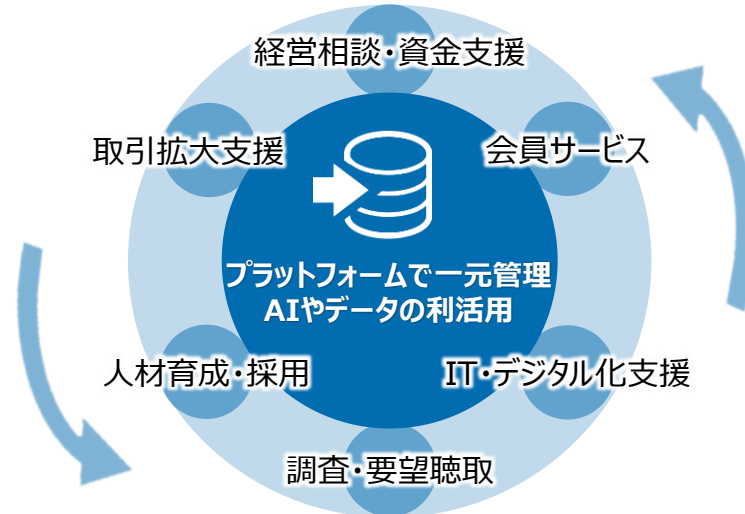 経営相談・資金支援
取引拡大支援
会員サービス
プラットフォームで一元管理
AIやデータの利活用
人材育成・採用
IT・デジタル化支援
調査・要望聴取